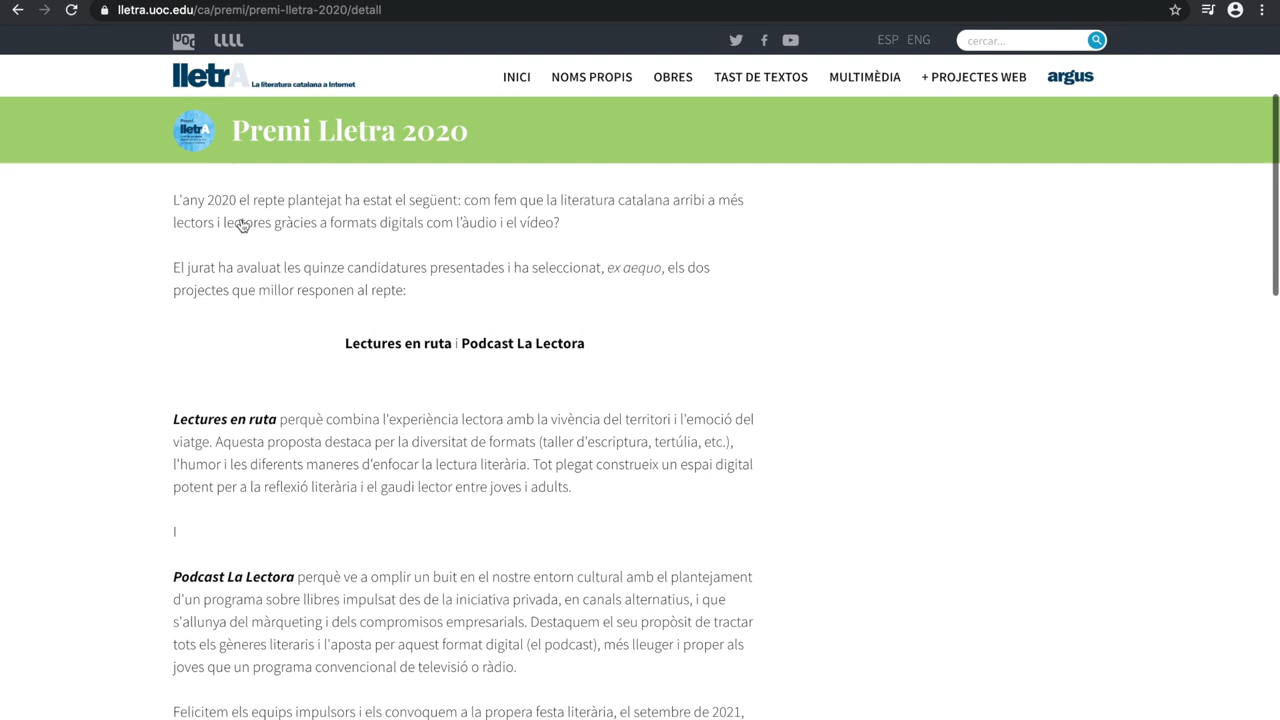 lletra.uoc.edu/ca/premi/premi-lletra-2020/detall
UOC
ESP ENG
cercar...
lletrA La literatura catalana a Internet
INICI NOMS PROPIS OBRES TAST DE TEXTOS MULTIMÈDIA + PROJECTES WEB argus
Premi Lletra 2020
L'any 2020 el repte plantejat ha estat el següent: com fem que la literatura catalana arribi a més
lectors i lectores gràcies a formats digitals com l'àudio i el vídeo?
El jurat ha avaluat les quinze candidatures presentades i ha seleccionat, ex aequo, els dos
projectes que millor responen al repte:
Lectures en ruta i Podcast La Lectora
Lectures en ruta perquè combina l'experiència lectora amb la vivència del territori i l'emoció del
viatge. Aquesta proposta destaca per la diversitat de formats (taller d'escriptura, tertúlia, etc.),
l'humor i les diferents maneres d'enfocar la lectura literària. Tot plegat construeix un espai digital
potent per a la reflexió literària i el gaudi lector entre joves i adults.
I
Podcast La Lectora perquè ve a omplir un buit en el nostre entorn cultural amb el plantejament
d'un programa sobre llibres impulsat des de la iniciativa privada, en canals alternatius, i que
s'allunya del màrqueting i dels compromisos empresarials. Destaquem el seu propòsit de tractar
tots els gèneres literaris i l'aposta per aquest format digital (el podcast), més lleuger i proper als
joves que un programa convencional de televisió o ràdio.
Felicitem els equips impulsors i els convoquem a la propera festa literària, el setembre de 2021,